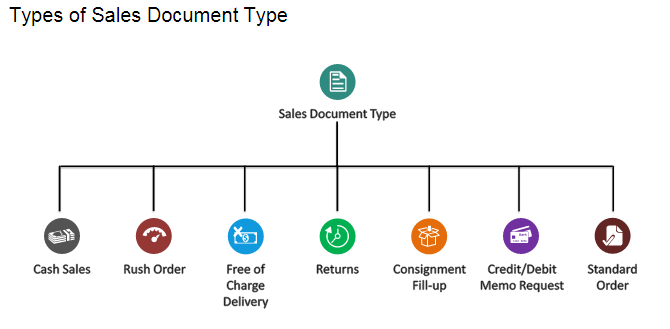 Types of Sales Document Type
Sales Document Type
Cash Sales
Rush Order
Free of
Charge
Delivery
Returns
Consignment
Fill-up
Credit/Debit
Memo Request
Standard
Order